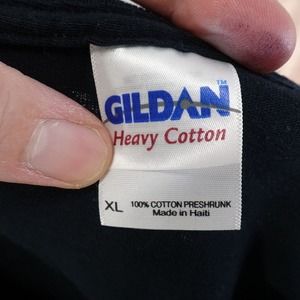 GILDAN™
Heavy Cotton
XL 100% COTTON PRESHRUNK
Made in Haiti